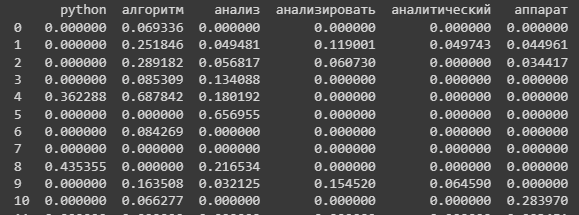 python алгоритм анализ анализировать аналитический аппарат
0 0.000000 0.069336 0.000000 0.000000 0.000000 0.000000
1 0.000000 0.251846 0.049481 0.119001 0.049743 0.044961
2 0.000000 0.289182 0.056817 0.060730 0.000000 0.034417
3 0.000000 0.085309 0.134088 0.000000 0.000000 0.000000
4 0.362288 0.687842 0.180192 0.000000 0.000000 0.000000
5 0.000000 0.000000 0.656955 0.000000 0.000000 0.000000
6 0.000000 0.084269 0.000000 0.000000 0.000000 0.000000
7 0.000000 0.000000 0.000000 0.000000 0.000000 0.000000
8 0.435355 0.000000 0.216534 0.000000 0.000000 0.000000
9 0.000000 0.163508 0.032125 0.154520 0.064590 0.000000
10 0.000000 0.066277 0.000000 0.000000 0.000000 0.283970